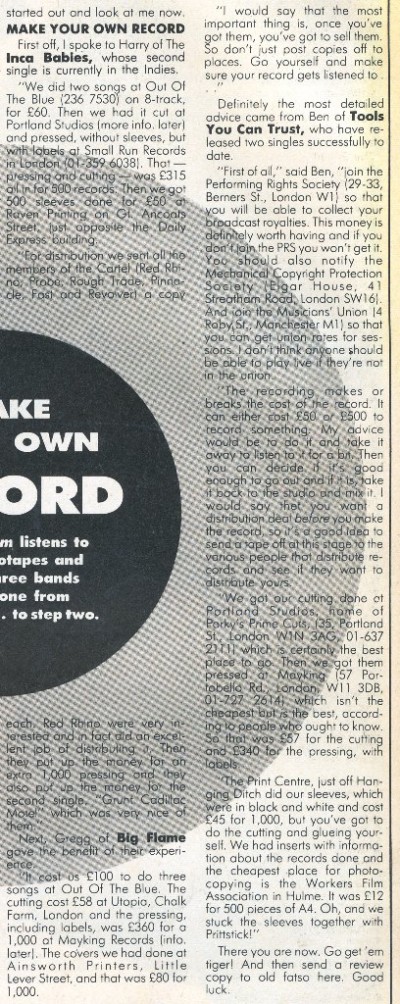 started out and look at me now.
MAKE YOUR OWN RECORD
First off, I spoke to Harry of The
Inca Babies, whose second
single is currently in the Indies.
"We did two songs at Out Of
The Blue (236 7530) on 8-track,
for £60. Then we had it cut at
Portland Studios (more info. later)
and pressed, without sleeves, but
with labels at Small Run Records
in London (01-359 6038). That —
pressing and cutting — was £315
all in for 500 records. Then we got
500 sleeves done for £50 at
Raven Printing on Gt. Ancoats
Street, just opposite the Daily
Express building.
"For distribution we sent all the
members of the Cartel (Red Rhi-
no, Probe, Rough Trade, Pinna-
cle, Fast and Revolver) a copy
AKE
OWN
ORD
m listens to
otapes and
hree bands
one from
. . to step two.
each. Red Rhino were very in-
terested and in fact did an excel-
lent job of distributing it. Then
they put up the money for an
extra 1,000 pressing and they
also put up the money for the
second single, "Grunt Cadillac
Motel" which was very nice of
them."
Next, Gregg of Big Flame
gave the benefit of their experi-
ence.
"It cost us £100 to do three
songs at Out Of The Blue. The
cutting cost £58 at Utopia, Chalk
Farm, London and the pressing,
including labels, was £360 for a
1,000 at Mayking Records (info.
later). The covers we had done at
Ainsworth Printers, Little
Lever Street, and that was £80 for
1,000.
"I would say that the most
important thing is, once you've
got them, you've got to sell them.
So don't just post copies off to
places. Go yourself and make
sure your record gets listened to .
. ."
Definitely the most detailed
advice came from Ben of Tools
You Can Trust, who have re-
leased two singles successfully to
date.
"First of all," said Ben, "join the
Performing Rights Society (29-33,
Berners St., London W1) so that
you will be able to collect your
broadcast royalties. This money is
definitely worth having and if you
don't join the PRS you won't get it.
You should also notify the
Mechanical Copyright Protection
Society (Elgar House, 41
Streatham Road, London SW16).
And join the Musicians' Union (4
Roby St., Manchester M1) so that
you can get union rates for ses-
sions. I don't think anyone should
be able to play live if they're not
in the union.
"The recording makes or
breaks the cost of the record. It
can either cost £50 or £500 to
record something. My advice
would be to do it and take it
away to listen to it for a bit. Then
you can decide if it's good
enough to go out and if it is, take
it back to the studio and mix it. I
would say that you want a
distribution deal before you make
the record, so it's a good idea to
send a tape off at this stage to the
various people that distribute re-
cords and see if they want to
distribute yours.
"We got our cutting done at
Portland Studios, home of
Porky's Prime Cuts, (35, Portland
St., London W1N 3AG, 01-637
2111) which is certainly the best
place to go. Then we got them
pressed at Mayking (57 Por-
tobello Rd., London W11 3DB,
01-727 2614) which isn't the
cheapest but is the best, accord-
ing to people who ought to know.
So that was £57 for the cutting
and £340 for the pressing, with
labels.
"The Print Centre, just off Han-
ging Ditch did our sleeves, which
were in black and white and cost
£45 for 1,000, but you've got to
do the cutting and glueing your-
self. We had inserts with informa-
tion about the records done and
the cheapest place for photo-
copying is the Workers Film
Association in Hulme. It was £12
for 500 pieces of A4. Oh, and we
stuck the sleeves together with
Prittstick!"
There you are now. Go get 'em
tiger! And then send a review
copy to old fatso here. Good
luck.